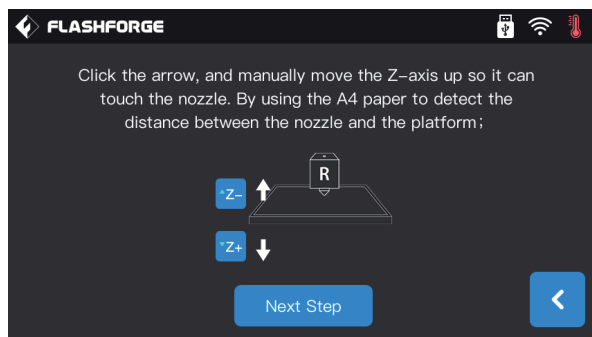 FLASHFORGE
Click the arrow, and manually move the Z-axis up so it can
touch the nozzle. By using the A4 paper to detect the
distance between the nozzle and the platform;
R
Z-
Z+
Next Step